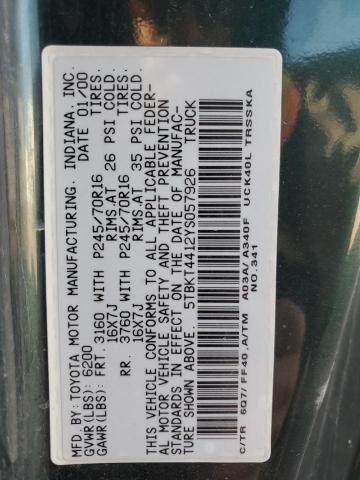 MFD. BY: TOYOTA MOTOR MANUFACTURING, INDIANA, INC.
GVWR(LBS): 6200 DATE 01/00
GAWR(LBS): FRT. 3160 WITH P245/70R16 TIRES.
16X7J RIMS.AT 26 PSI COLD.
RR. 3760 WITH P245/70R16 TIRES.
16X7J RIMS.AT 35 PSI COLD.
THIS VEHICLE CONFORMS TO ALL APPLICABLE FEDER-
AL MOTOR VEHICLE SAFETY AND THEFT PREVENTION
STANDARDS IN EFFECT ON THE DATE OF MANUFAC-
TURE SHOWN ABOVE.
5TBKT4412YS057926 TRUCK
C/TR 6Q7/ FF40 ,A/TM A03A/ A340F UCK40L TRSSKA
NO.341